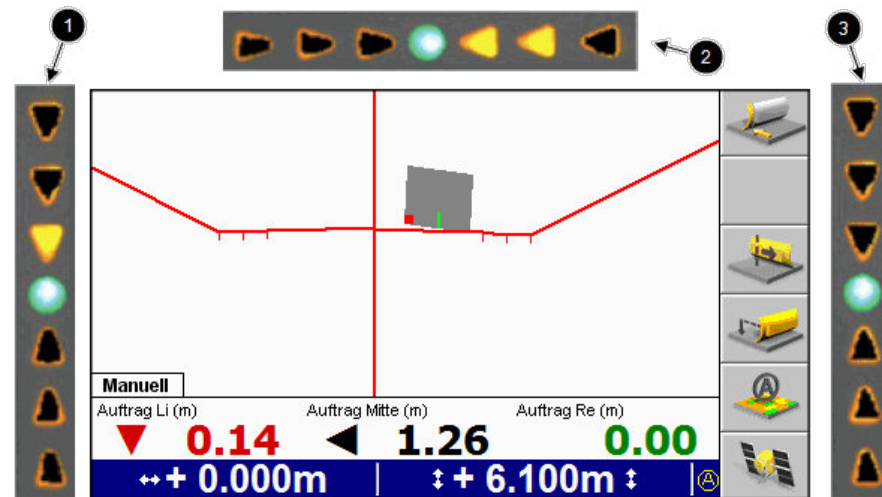 1
2
3
Manuell
Auftrag Li (m) Auftrag Mitte (m) Auftrag Re (m)
▼ 0.14 ◀ 1.26 0.00
↔+ 0.000m ↕+ 6.100m ↕ A
A